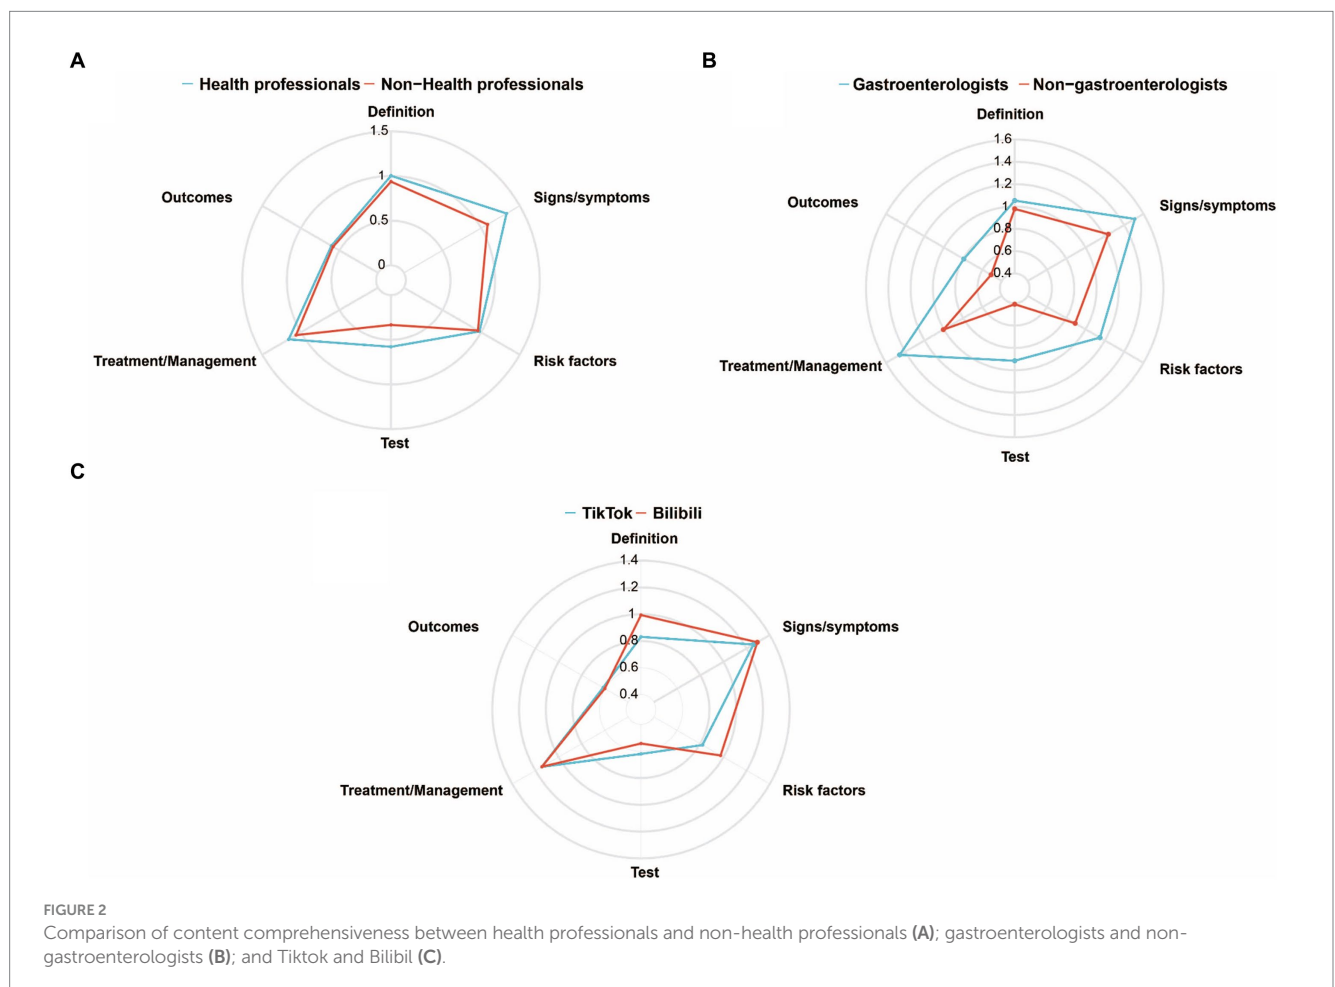 A
Health professionals Non-Health professionals
Definition
1.5
1
0.5
0
Outcomes
Signs/symptoms
Treatment/Management
Risk factors
Test
B
Gastroenterologists Non-gastroenterologists
Definition
1.6
1.4
1.2
1
0.8
0.6
0.4
Outcomes
Signs/symptoms
Treatment/Management
Risk factors
Test
C
TikTok Bilibili
Definition
1.4
1.2
1
0.8
0.6
0.4
Outcomes
Signs/symptoms
Treatment/Management
Risk factors
Test
FIGURE 2
Comparison of content comprehensiveness between health professionals and non-health professionals (A); gastroenterologists and non-
gastroenterologists (B); and Tiktok and Bilibil (C).